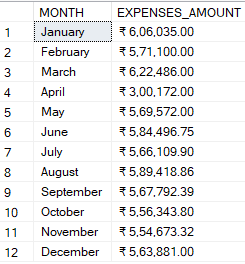 MONTH EXPENSES_AMOUNT
1 January ₹ 6,06,035.00
2 February ₹ 5,71,100.00
3 March ₹ 6,22,486.00
4 April ₹ 3,00,172.00
5 May ₹ 5,69,572.00
6 June ₹ 5,84,496.75
7 July ₹ 5,66,109.90
8 August ₹ 5,89,418.86
9 September ₹ 5,67,792.39
10 October ₹ 5,56,343.80
11 November ₹ 5,54,673.32
12 December ₹ 5,63,881.00